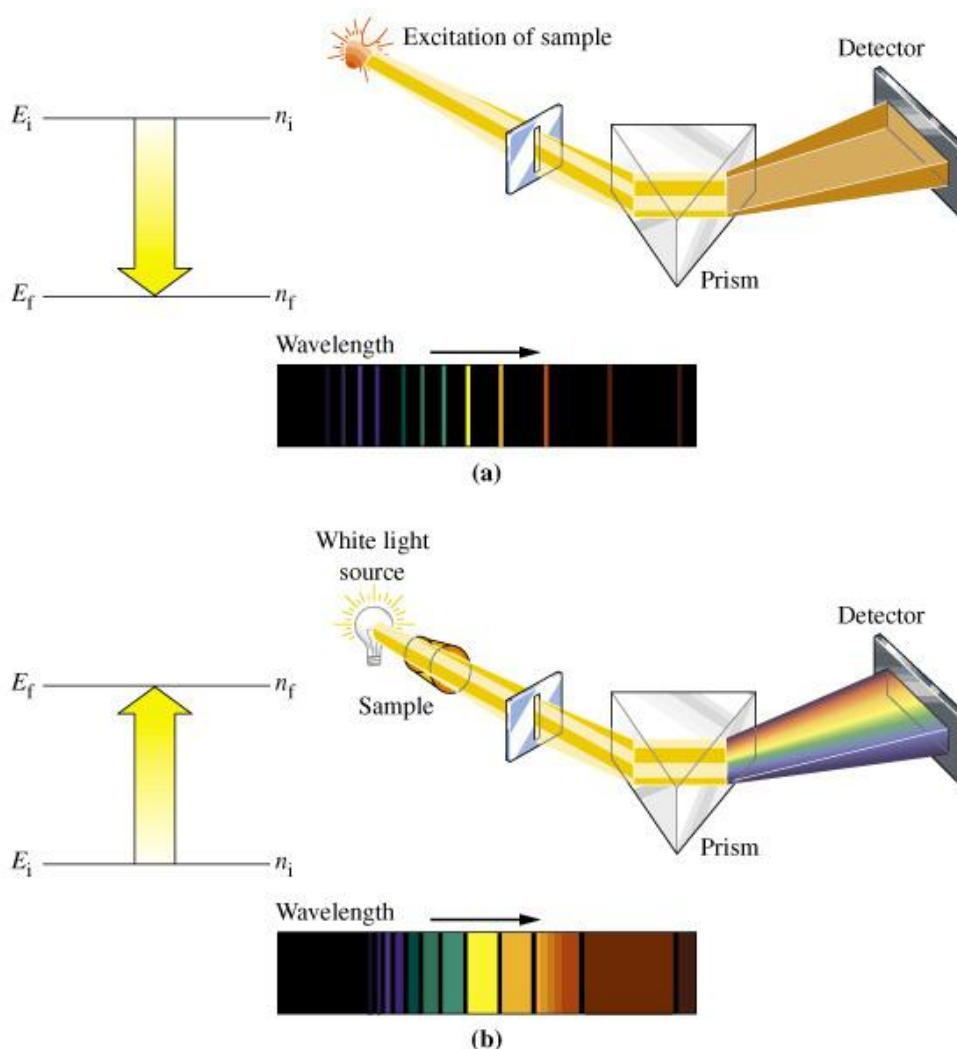 Excitation of sample
Detector
Ei ni
Ef nf
Prism
Wavelength
(a)
White light
source
Detector
Ef nf
Sample
Ei ni
Prism
Wavelength
(b)